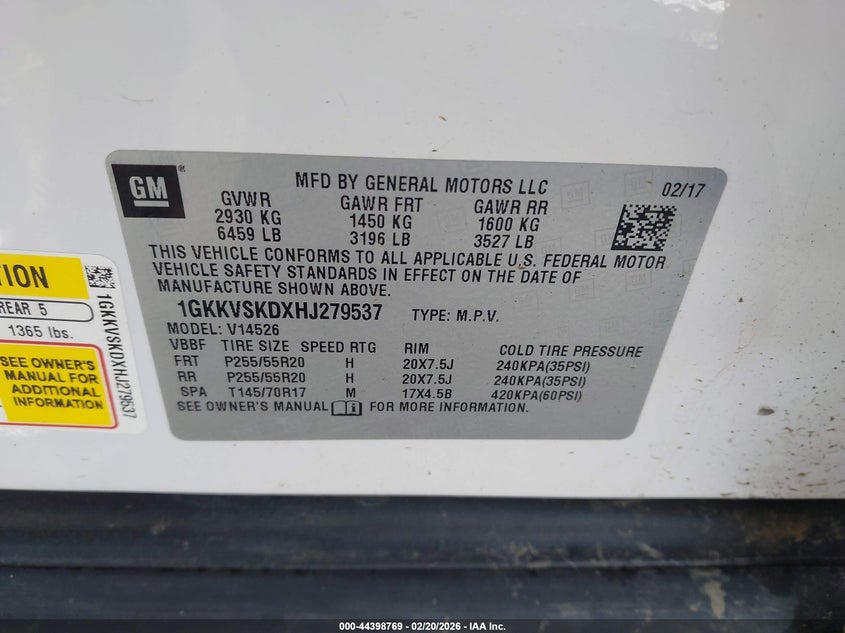 GM
®
MFD BY GENERAL MOTORS LLC
02/17
GVWR GAWR FRT GAWR RR
2930 KG 1450 KG 1600 KG
6459 LB 3196 LB 3527 LB
THIS VEHICLE CONFORMS TO ALL APPLICABLE U.S. FEDERAL MOTOR
VEHICLE SAFETY STANDARDS IN EFFECT ON THE DATE OF
MANUFACTURE SHOWN ABOVE.
1GKKVSKDXHJ279537 TYPE: M.P.V.
MODEL: V14526
VBBF TIRE SIZE SPEED RTG RIM COLD TIRE PRESSURE
FRT P255/55R20 H 20X7.5J 240KPA(35PSI)
RR P255/55R20 H 20X7.5J 240KPA(35PSI)
SPA T145/70R17 M 17X4.5B 420KPA(60PSI)
SEE OWNER'S MANUAL i FOR MORE INFORMATION.
REAR 5
1365 lbs.
SEE OWNER'S
MANUAL FOR
ADDITIONAL
INFORMATION
1GKKVSKDXHJ279537
000-44398769 - 02/20/2026 - IAA Inc.